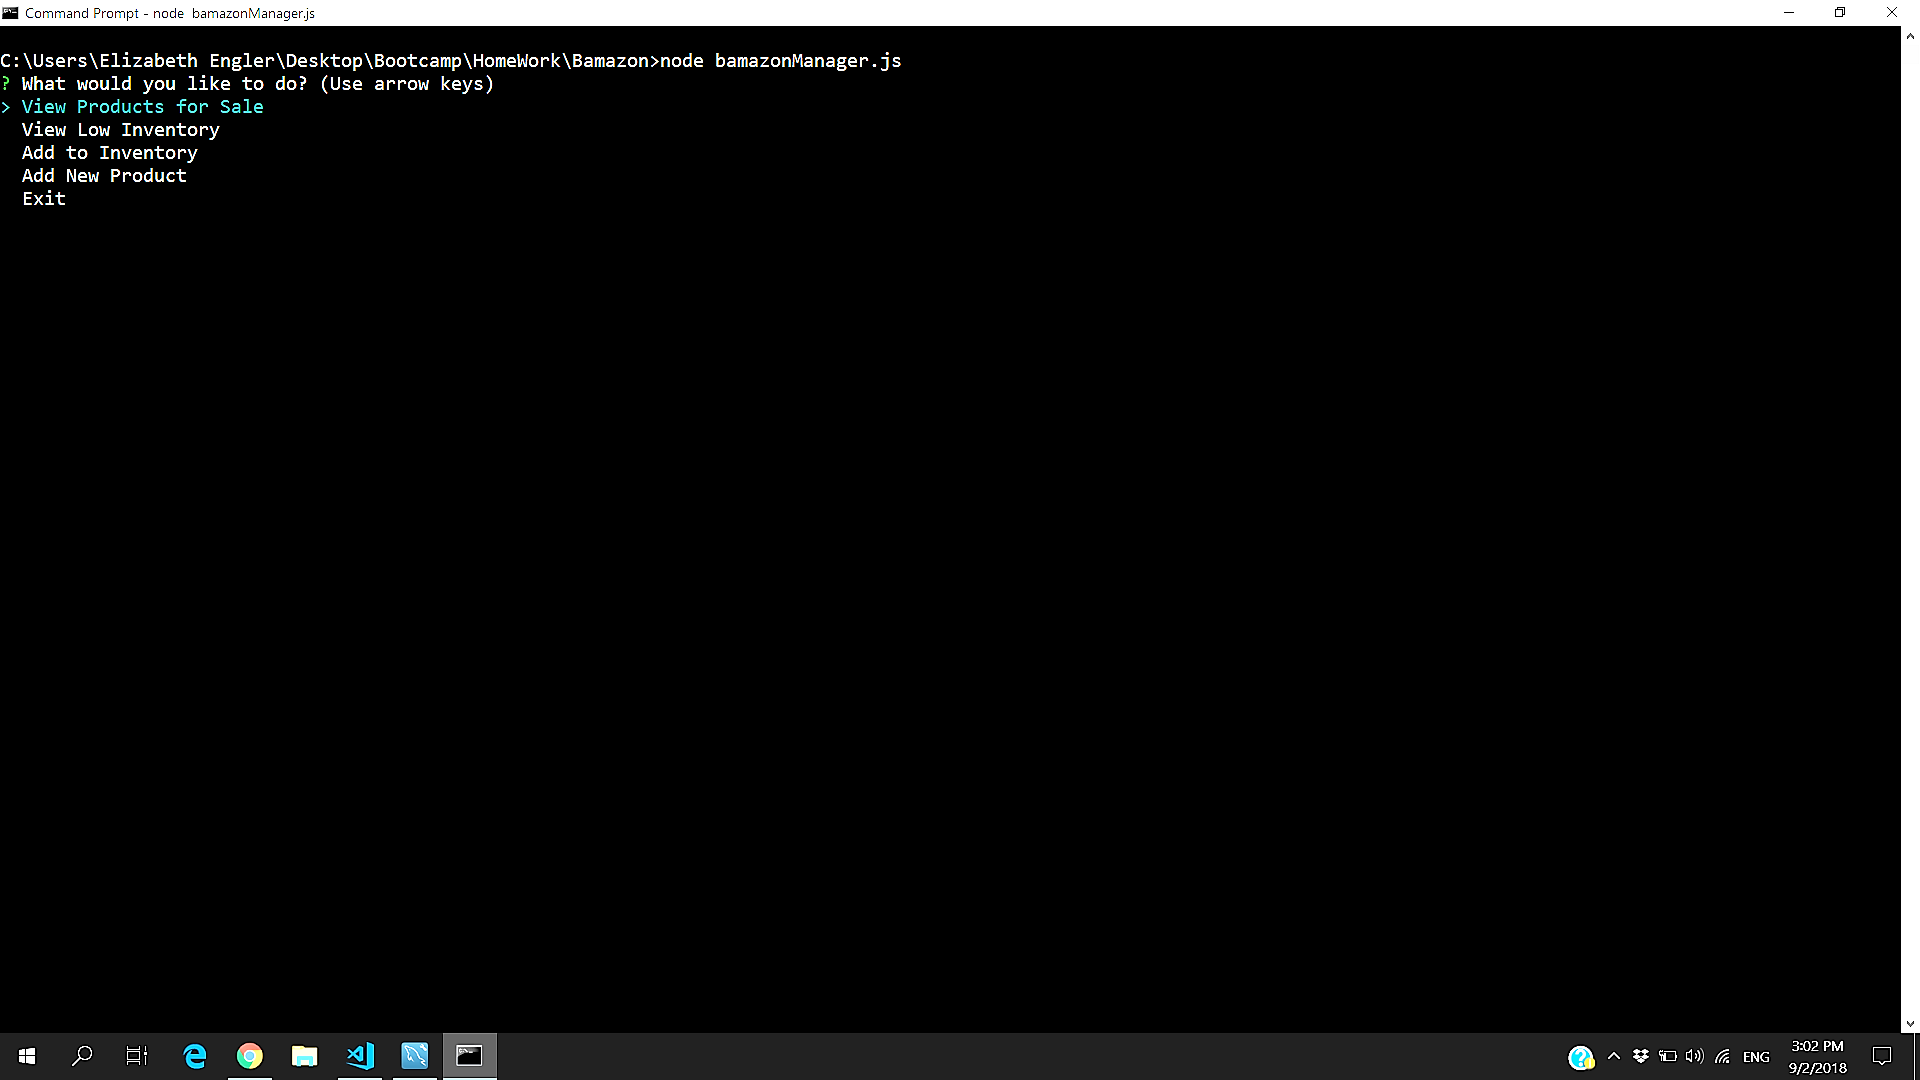 Command Prompt - node  bamazonManager.js
C:\Users\Elizabeth Engler\Desktop\Bootcamp\HomeWork\Bamazon>node bamazonManager.js
? What would you like to do? (Use arrow keys)
> View Products for Sale
  View Low Inventory
  Add to Inventory
  Add New Product
  Exit
ENG
3:02 PM
9/2/2018